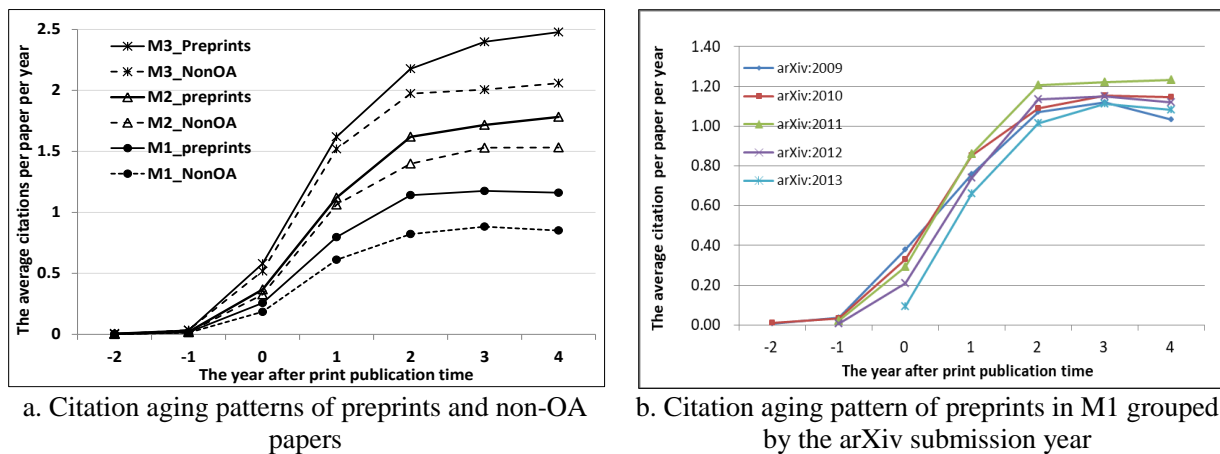 The average citations per paper per year
2.5
2
1.5
1
0.5
0
M3_Preprints
M3_NonOA
M2_preprints
M2_NonOA
M1_preprints
M1_NonOA
-2 -1 0 1 2 3 4
The year after print publication time
a. Citation aging patterns of preprints and non-OA
papers
The average citation per paper per year
1.40
1.20
1.00
0.80
0.60
0.40
0.20
0.00
arXiv:2009
arXiv:2010
arXiv:2011
arXiv:2012
arXiv:2013
-2 -1 0 1 2 3 4
The year after print publication time
b. Citation aging pattern of preprints in M1 grouped
by the arXiv submission year